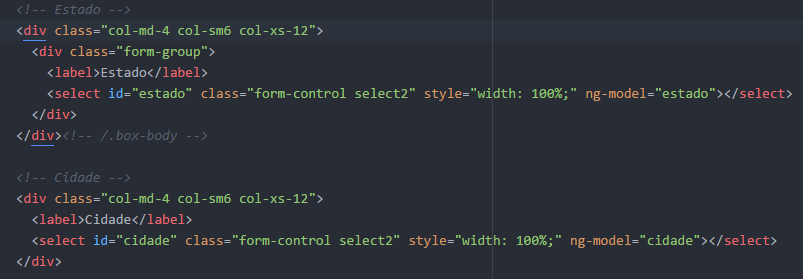 <!-- Estado -->
<div class="col-md-4 col-sm6 col-xs-12">
<div class="form-group">
<label>Estado</label>
<select id="estado" class="form-control select2" style="width: 100%;" ng-model="estado"></select>
</div>
</div><!-- /.box-body -->
<!-- Cidade -->
<div class="col-md-4 col-sm6 col-xs-12">
<label>Cidade</label>
<select id="cidade" class="form-control select2" style="width: 100%;" ng-model="cidade"></select>
</div>